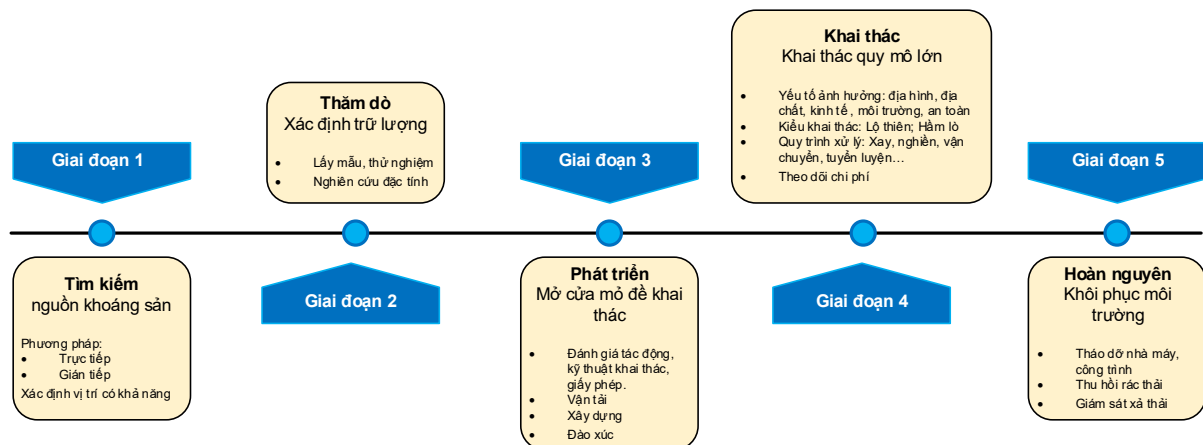 Giai đoạn 1
Tìm kiếm
nguồn khoáng sản
Phương pháp:
• Trực tiếp
• Gián tiếp
Xác định vị trí có khả năng
Thăm dò
Xác định trữ lượng
• Lấy mẫu, thử nghiệm
• Nghiên cứu đặc tính
Giai đoạn 2
Giai đoạn 3
Phát triển
Mở cửa mỏ đề khai
thác
• Đánh giá tác động,
kỹ thuật khai thác,
giấy phép.
• Vận tải
• Xây dựng
• Đào xúc
Khai thác
Khai thác quy mô lớn
• Yếu tố ảnh hưởng: địa hình, địa
chất, kinh tế , môi trường, an toàn
• Kiểu khai thác: Lộ thiên; Hầm lò
• Quy trình xử lý: Xay, nghiền, vận
chuyển, tuyển luyện…
• Theo dõi chi phí
Giai đoạn 4
Giai đoạn 5
Hoàn nguyên
Khôi phục môi
trường
• Tháo dỡ nhà máy,
công trình
• Thu hồi rác thải
• Giám sát xả thải